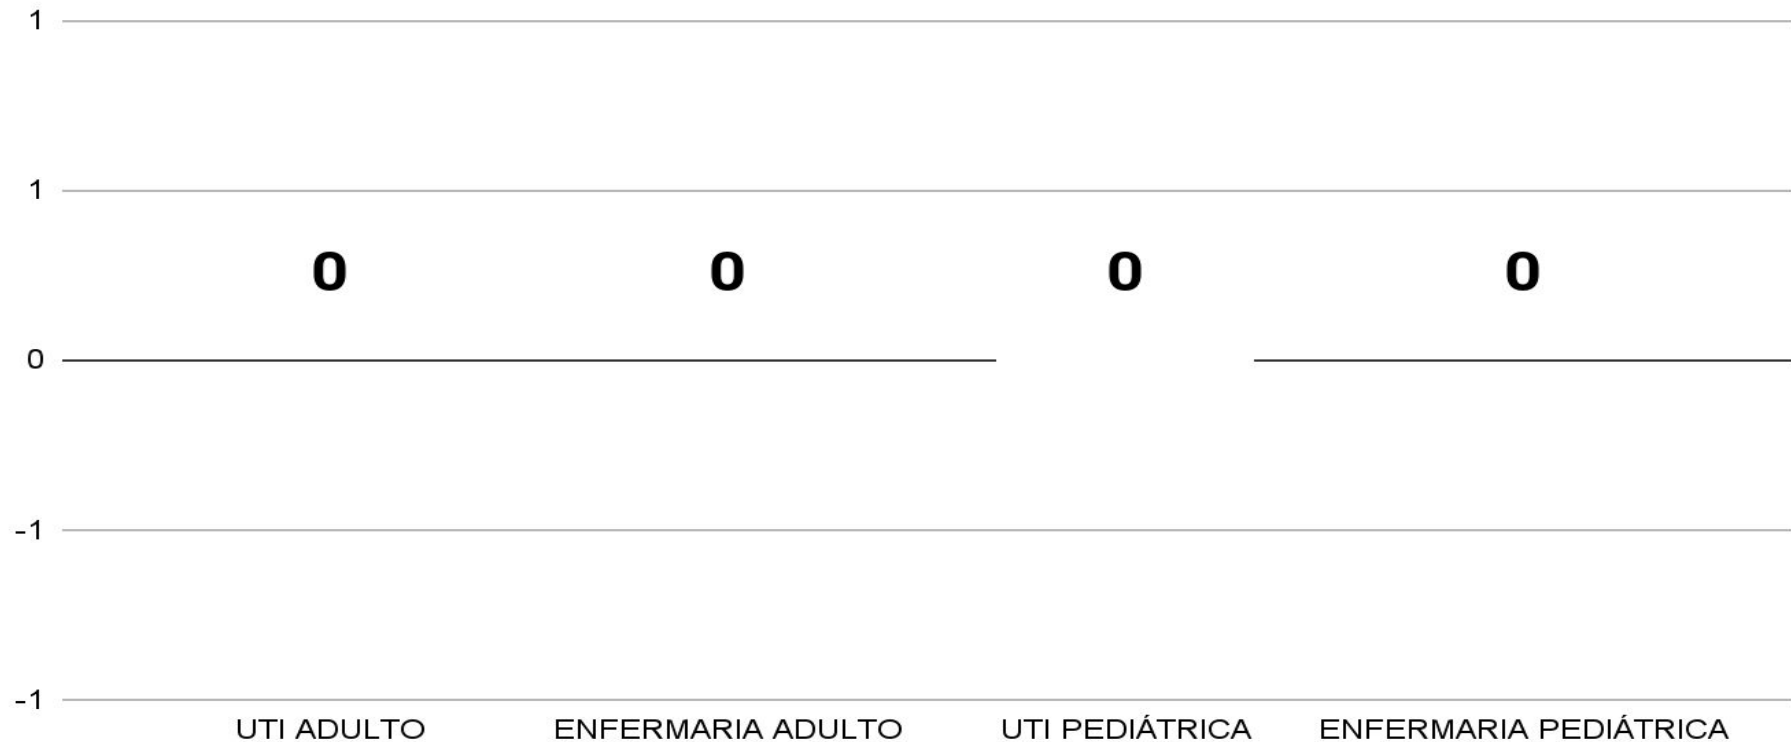 1
1
0 0 0 0
0
-1
-1
UTI ADULTO ENFERMARIA ADULTO UTI PEDIÁTRICA ENFERMARIA PEDIÁTRICA